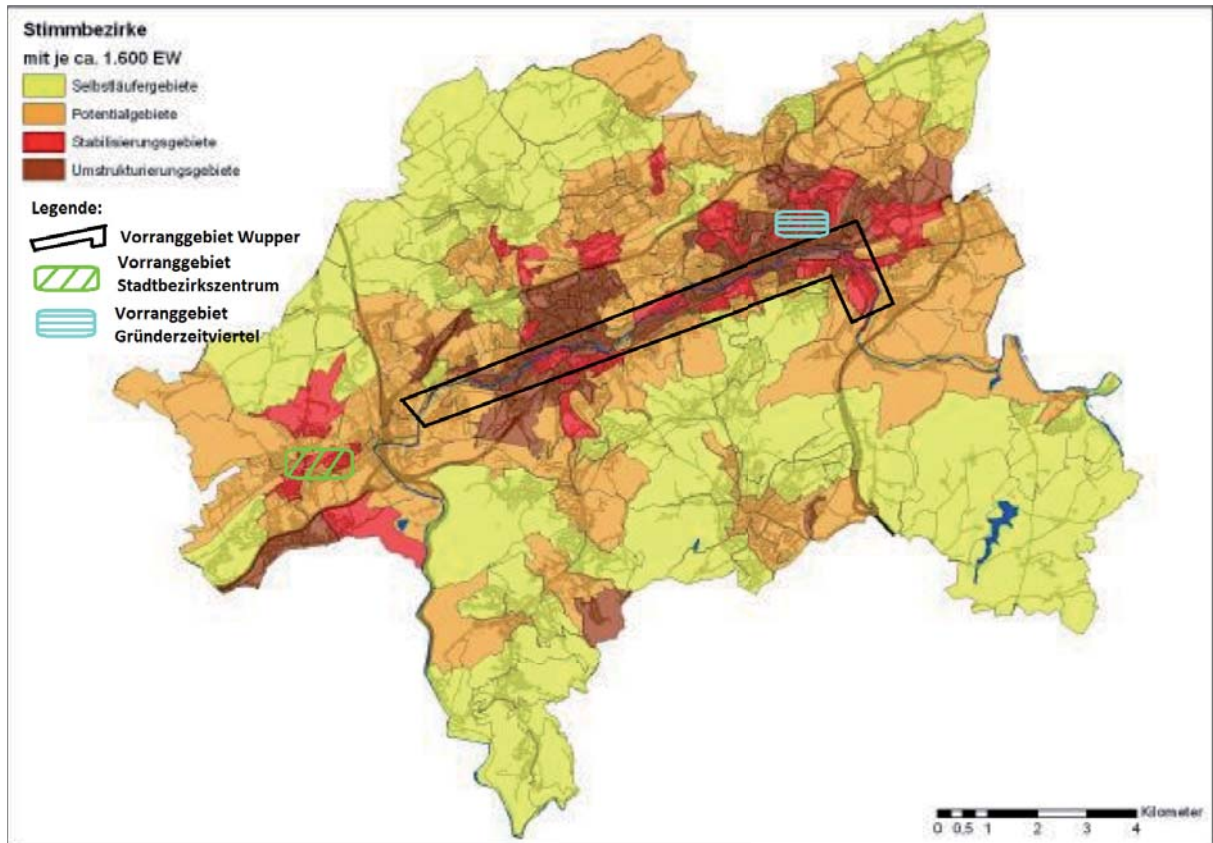 Stimmbezirke
mit je ca. 1.600 EW
Selbstläufergebiete
Potentialgebiete
Stabilisierungsgebiete
Umstrukturierungsgebiete
Legende:
Vorranggebiet Wupper
Vorranggebiet
Stadtbezirkszentrum
Vorranggebiet
Gründerzeitviertel
Kilometer
0 0,5 1 2 3 4